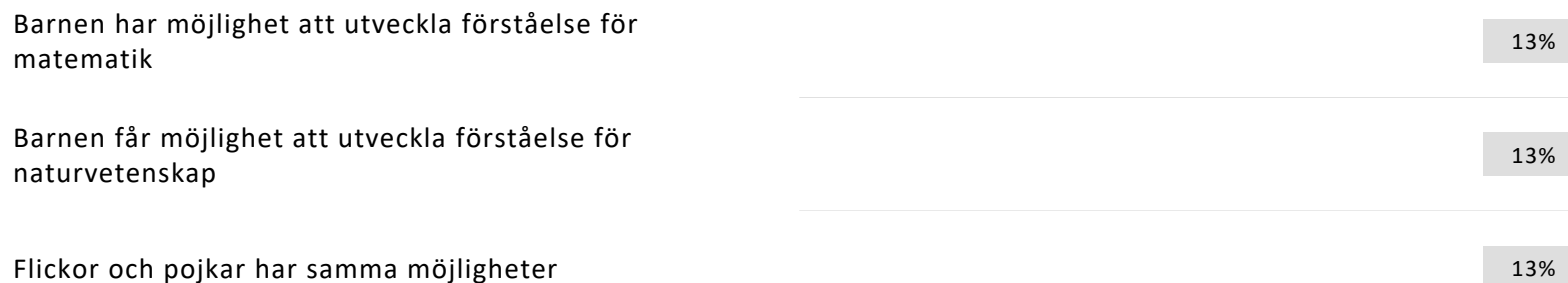 Barnen har möjlighet att utveckla förståelse för
matematik
13%
Barnen får möjlighet att utveckla förståelse för
naturvetenskap
13%
Flickor och pojkar har samma möjligheter
13%